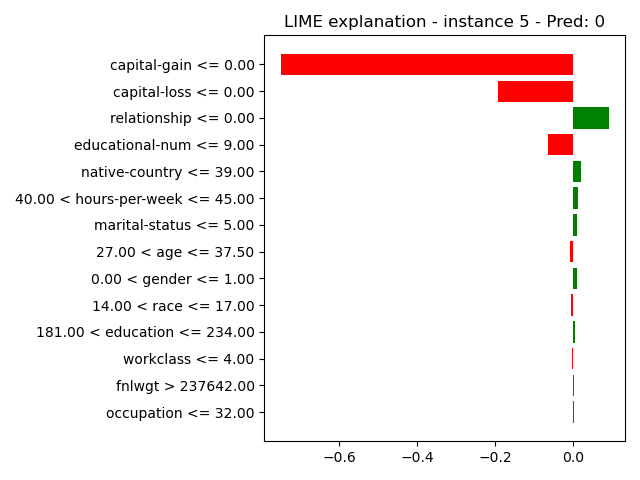 LIME explanation - instance 5 - Pred: 0
capital-gain <= 0.00
capital-loss <= 0.00
relationship <= 0.00
educational-num <= 9.00
native-country <= 39.00
40.00 < hours-per-week <= 45.00
marital-status <= 5.00
27.00 < age <= 37.50
0.00 < gender <= 1.00
14.00 < race <= 17.00
181.00 < education <= 234.00
workclass <= 4.00
fnlwgt > 237642.00
occupation <= 32.00
−0.6 −0.4 −0.2 0.0